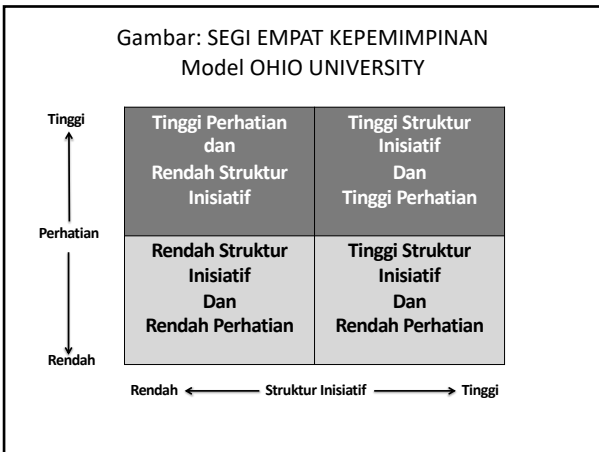 Gambar: SEGI EMPAT KEPEMIMPINAN
Model OHIO UNIVERSITY
Tinggi
Perhatian
Rendah
Tinggi Perhatian
dan
Rendah Struktur
Inisiatif
Tinggi Struktur
Inisiatif
Dan
Tinggi Perhatian
Rendah Struktur
Inisiatif
Dan
Rendah Perhatian
Tinggi Struktur
Inisiatif
Dan
Rendah Perhatian
Rendah
Struktur Inisiatif
Tinggi